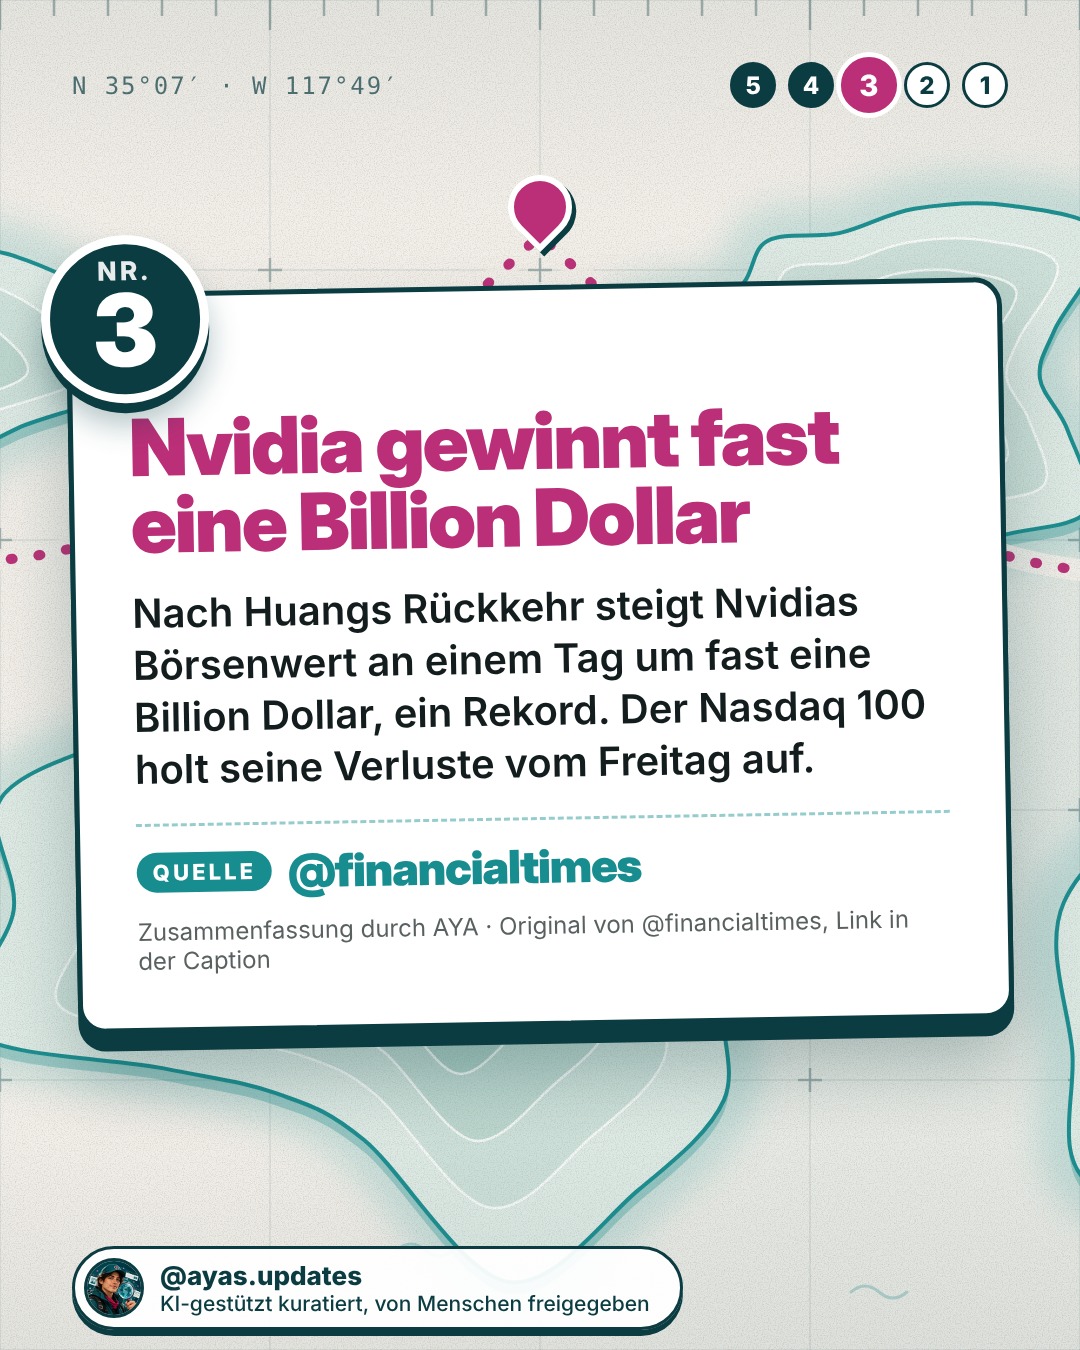 N 35°07′ · W 117°49′
5 4 3 2 1
NR.
3
Nvidia gewinnt fast
eine Billion Dollar
Nach Huangs Rückkehr steigt Nvidias
Börsenwert an einem Tag um fast eine
Billion Dollar, ein Rekord. Der Nasdaq 100
holt seine Verluste vom Freitag auf.
QUELLE @financialtimes
Zusammenfassung durch AYA · Original von @financialtimes, Link in
der Caption
@ayas.updates
KI-gestützt kuratiert, von Menschen freigegeben